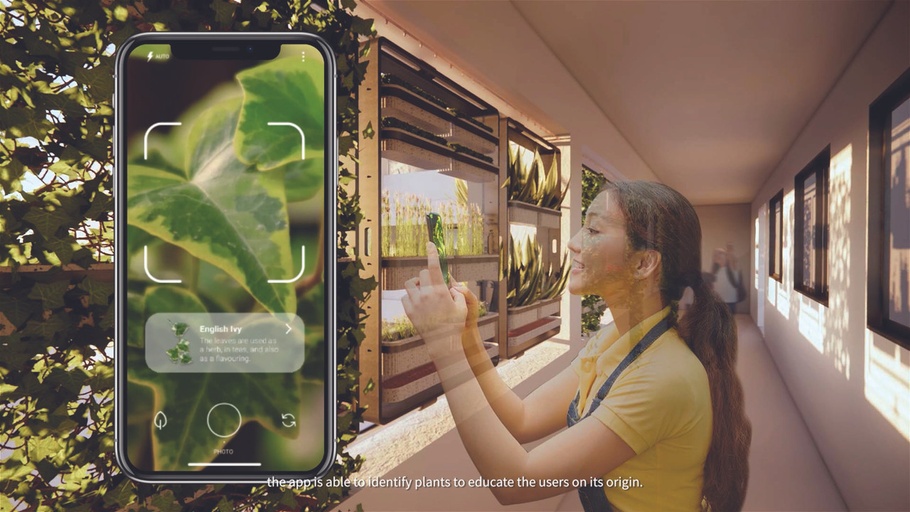 AUTO
English Ivy
The leaves are used as
a herb, in teas, and also
as a flavouring.
PHOTO
the app is able to identify plants to educate the users on its origin.